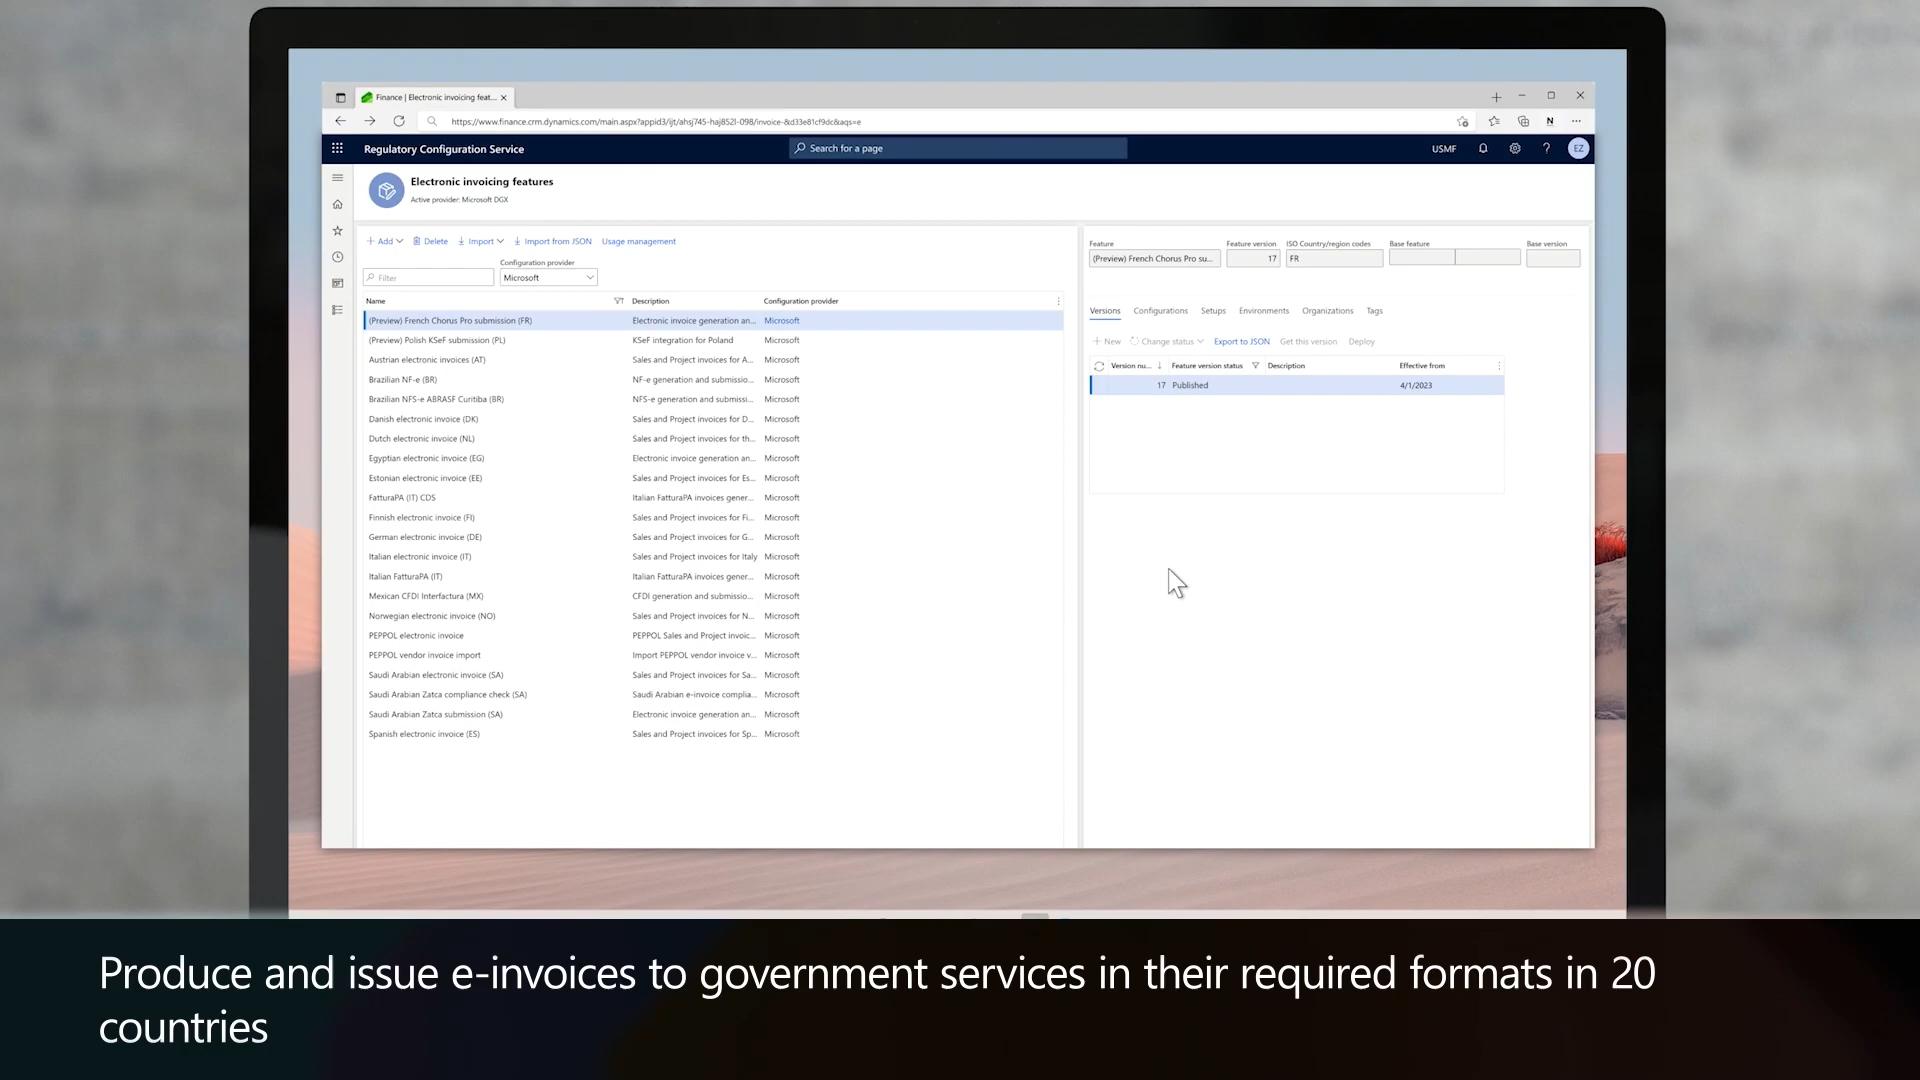 Finance | Electronic invoicing feat...
https://www.finance.crm.dynamics.com/main.aspx?appid3/ijt/ahsj745-haj852l-098/invoice-&d33e81cf9dc&aqs=e
N
Regulatory Configuration Service
Search for a page
USMF
?
EZ
Electronic invoicing features
Active provider: Microsoft DGX
Add Delete Import Import from JSON Usage management
Configuration provider
Filter Microsoft
Name Description Configuration provider
(Preview) French Chorus Pro submission (FR) Electronic invoice generation an... Microsoft
(Preview) Polish KSeF submission (PL) KSeF integration for Poland Microsoft
Austrian electronic invoices (AT) Sales and Project invoices for A... Microsoft
Brazilian NF-e (BR) NF-e generation and submissio... Microsoft
Brazilian NFS-e ABRASF Curitiba (BR) NFS-e generation and submissi... Microsoft
Danish electronic invoice (DK) Sales and Project invoices for D... Microsoft
Dutch electronic invoice (NL) Sales and Project invoices for th... Microsoft
Egyptian electronic invoice (EG) Electronic invoice generation an... Microsoft
Estonian electronic invoice (EE) Sales and Project invoices for Es... Microsoft
FatturaPA (IT) CDS Italian FatturaPA invoices gener... Microsoft
Finnish electronic invoice (FI) Sales and Project invoices for Fi... Microsoft
German electronic invoice (DE) Sales and Project invoices for G... Microsoft
Italian electronic invoice (IT) Sales and Project invoices for Italy Microsoft
Italian FatturaPA (IT) Italian FatturaPA invoices gener... Microsoft
Mexican CFDI Interfactura (MX) CFDI generation and submissio... Microsoft
Norwegian electronic invoice (NO) Sales and Project invoices for N... Microsoft
PEPPOL electronic invoice PEPPOL Sales and Project invoic... Microsoft
PEPPOL vendor invoice import Import PEPPOL vendor invoice v... Microsoft
Saudi Arabian electronic invoice (SA) Sales and Project invoices for Sa... Microsoft
Saudi Arabian Zatca compliance check (SA) Saudi Arabian e-invoice complia... Microsoft
Saudi Arabian Zatca submission (SA) Electronic invoice generation an... Microsoft
Spanish electronic invoice (ES) Sales and Project invoices for Sp... Microsoft
Feature Feature version ISO Country/region codes Base feature Base version
(Preview) French Chorus Pro su... 17 FR
Versions Configurations Setups Environments Organizations Tags
New Change status Export to JSON Get this version Deploy
Version nu... Feature version status Description Effective from
17 Published 4/1/2023
Produce and issue e-invoices to government services in their required formats in 20
countries